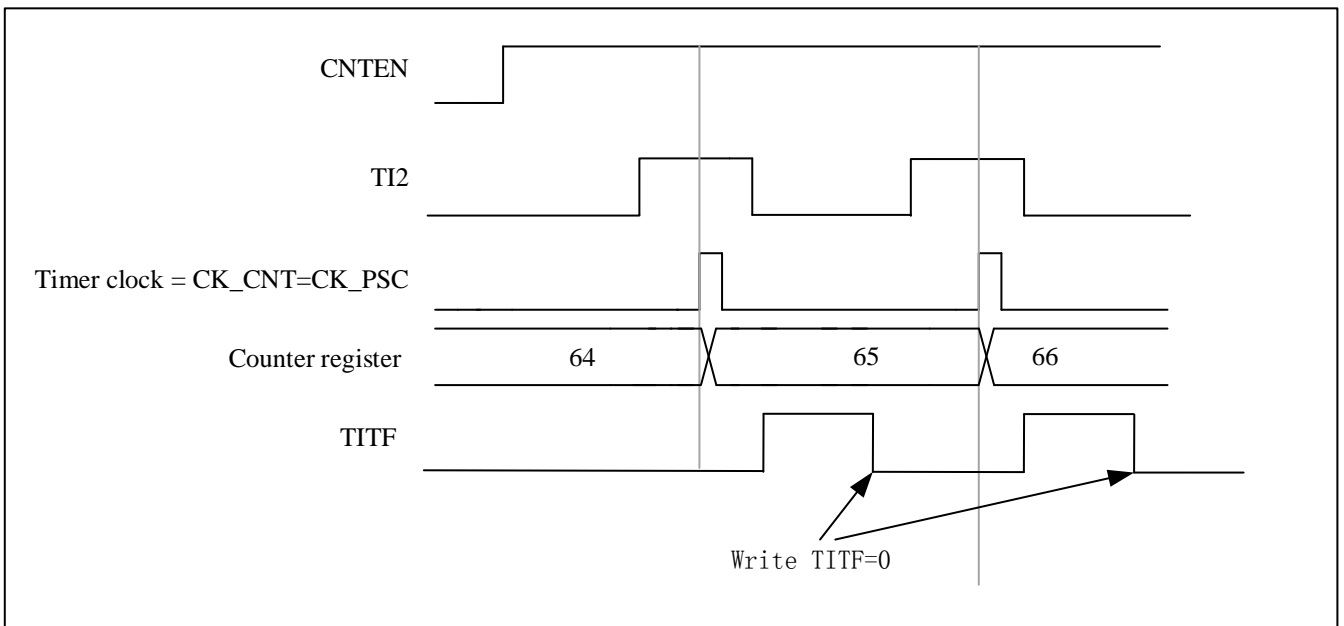 CNTEN
TI2
Timer clock = CK_CNT=CK_PSC
Counter register 64 65 66
TITF
Write TITF=0